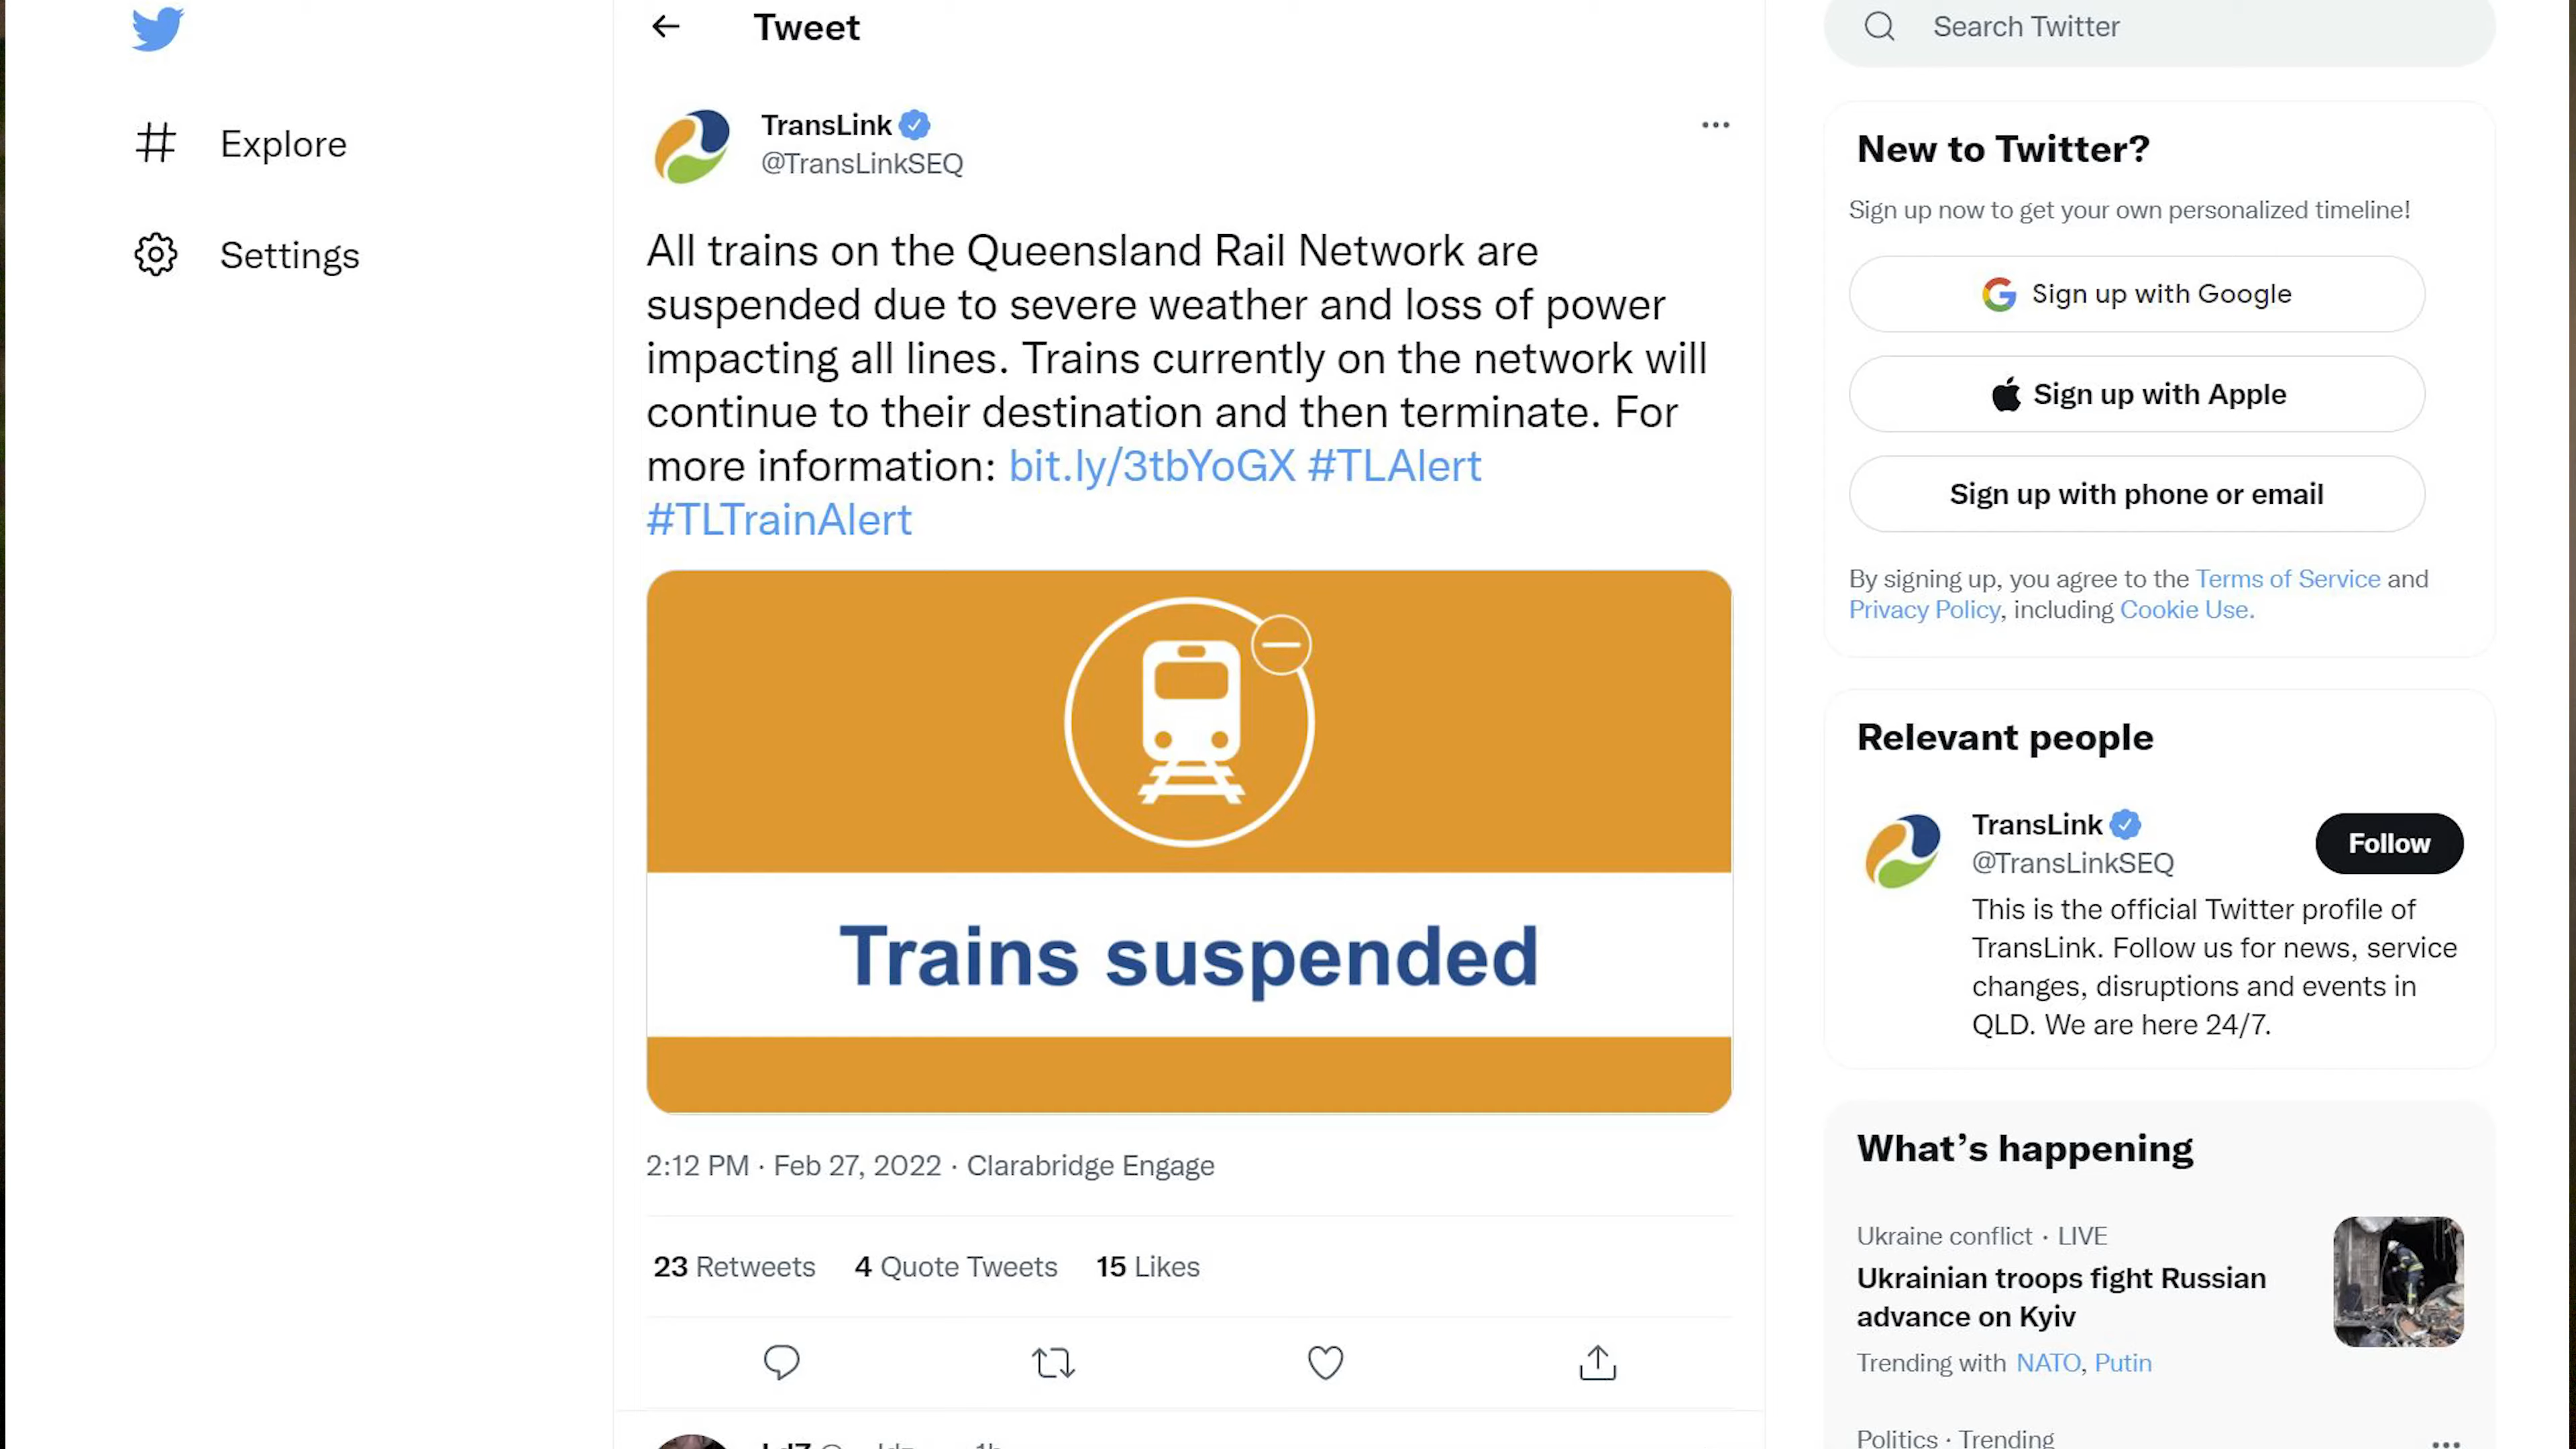 Tweet
Search Twitter
Explore
Settings
TransLink
@TransLinkSEQ
All trains on the Queensland Rail Network are
suspended due to severe weather and loss of power
impacting all lines. Trains currently on the network will
continue to their destination and then terminate. For
more information: bit.ly/3tbYoGX #TLAlert
#TLTrainAlert
Trains suspended
2:12 PM · Feb 27, 2022 · Clarabridge Engage
23 Retweets 4 Quote Tweets 15 Likes
New to Twitter?
Sign up now to get your own personalized timeline!
Sign up with Google
Sign up with Apple
Sign up with phone or email
By signing up, you agree to the Terms of Service and
Privacy Policy, including Cookie Use.
Relevant people
TransLink
@TransLinkSEQ
Follow
This is the official Twitter profile of
TransLink. Follow us for news, service
changes, disruptions and events in
QLD. We are here 24/7.
What's happening
Ukraine conflict · LIVE
Ukrainian troops fight Russian
advance on Kyiv
Trending with NATO, Putin
Politics · Trending